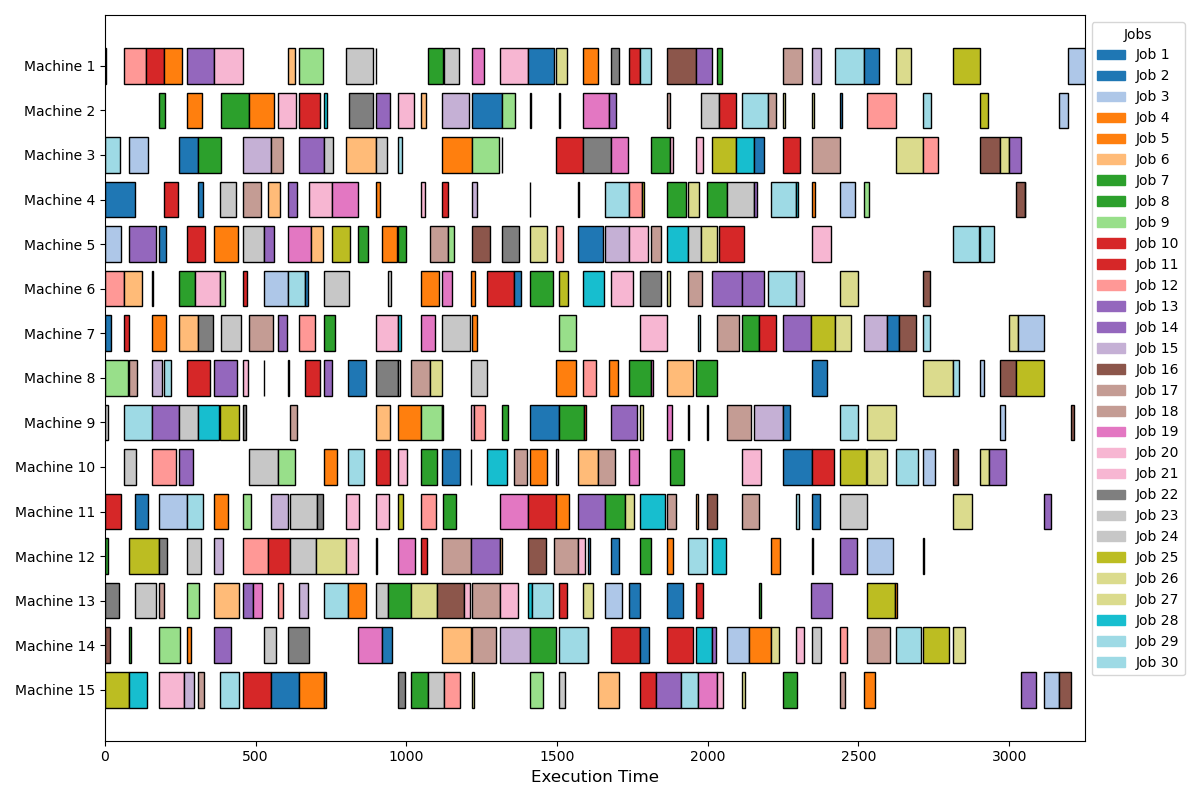 Machine 1
Machine 2
Machine 3
Machine 4
Machine 5
Machine 6
Machine 7
Machine 8
Machine 9
Machine 10
Machine 11
Machine 12
Machine 13
Machine 14
Machine 15
0 500 1000 1500 2000 2500 3000
Execution Time
Jobs
Job 1
Job 2
Job 3
Job 4
Job 5
Job 6
Job 7
Job 8
Job 9
Job 10
Job 11
Job 12
Job 13
Job 14
Job 15
Job 16
Job 17
Job 18
Job 19
Job 20
Job 21
Job 22
Job 23
Job 24
Job 25
Job 26
Job 27
Job 28
Job 29
Job 30